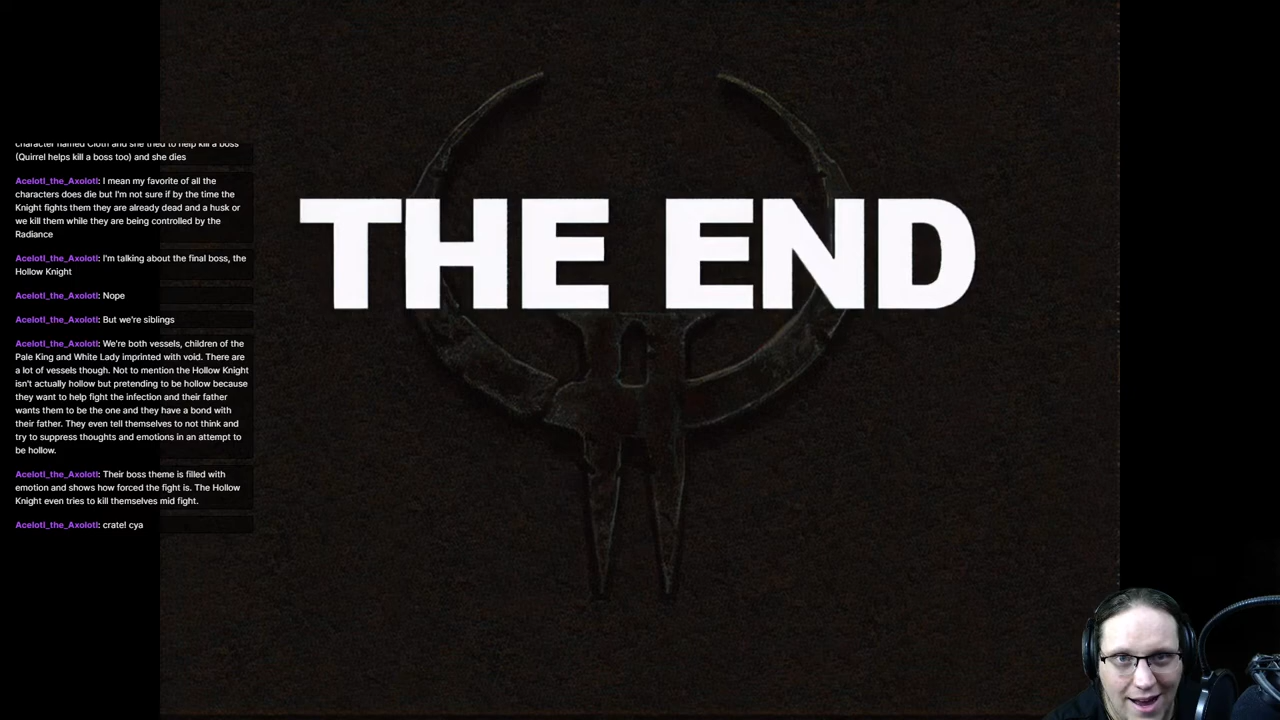 character named Cloth and she tried to help kill a boss
(Quirrel helps kill a boss too) and she dies
Acelotl_the_Axolotl: I mean my favorite of all the
characters does die but I'm not sure if by the time the
Knight fights them they are already dead and a husk or
we kill them while they are being controlled by the
Radiance
Acelotl_the_Axolotl: I'm talking about the final boss, the
Hollow Knight
Acelotl_the_Axolotl: Nope
Acelotl_the_Axolotl: But we're siblings
Acelotl_the_Axolotl: We're both vessels, children of the
Pale King and White Lady imprinted with void. There are
a lot of vessels though. Not to mention the Hollow Knight
isn't actually hollow but pretending to be hollow because
they want to help fight the infection and their father
wants them to be the one and they have a bond with
their father. They even tell themselves to not think and
try to suppress thoughts and emotions in an attempt to
be hollow.
Acelotl_the_Axolotl: Their boss theme is filled with
emotion and shows how forced the fight is. The Hollow
Knight even tries to kill themselves mid fight.
Acelotl_the_Axolotl: crate! cya
THE END